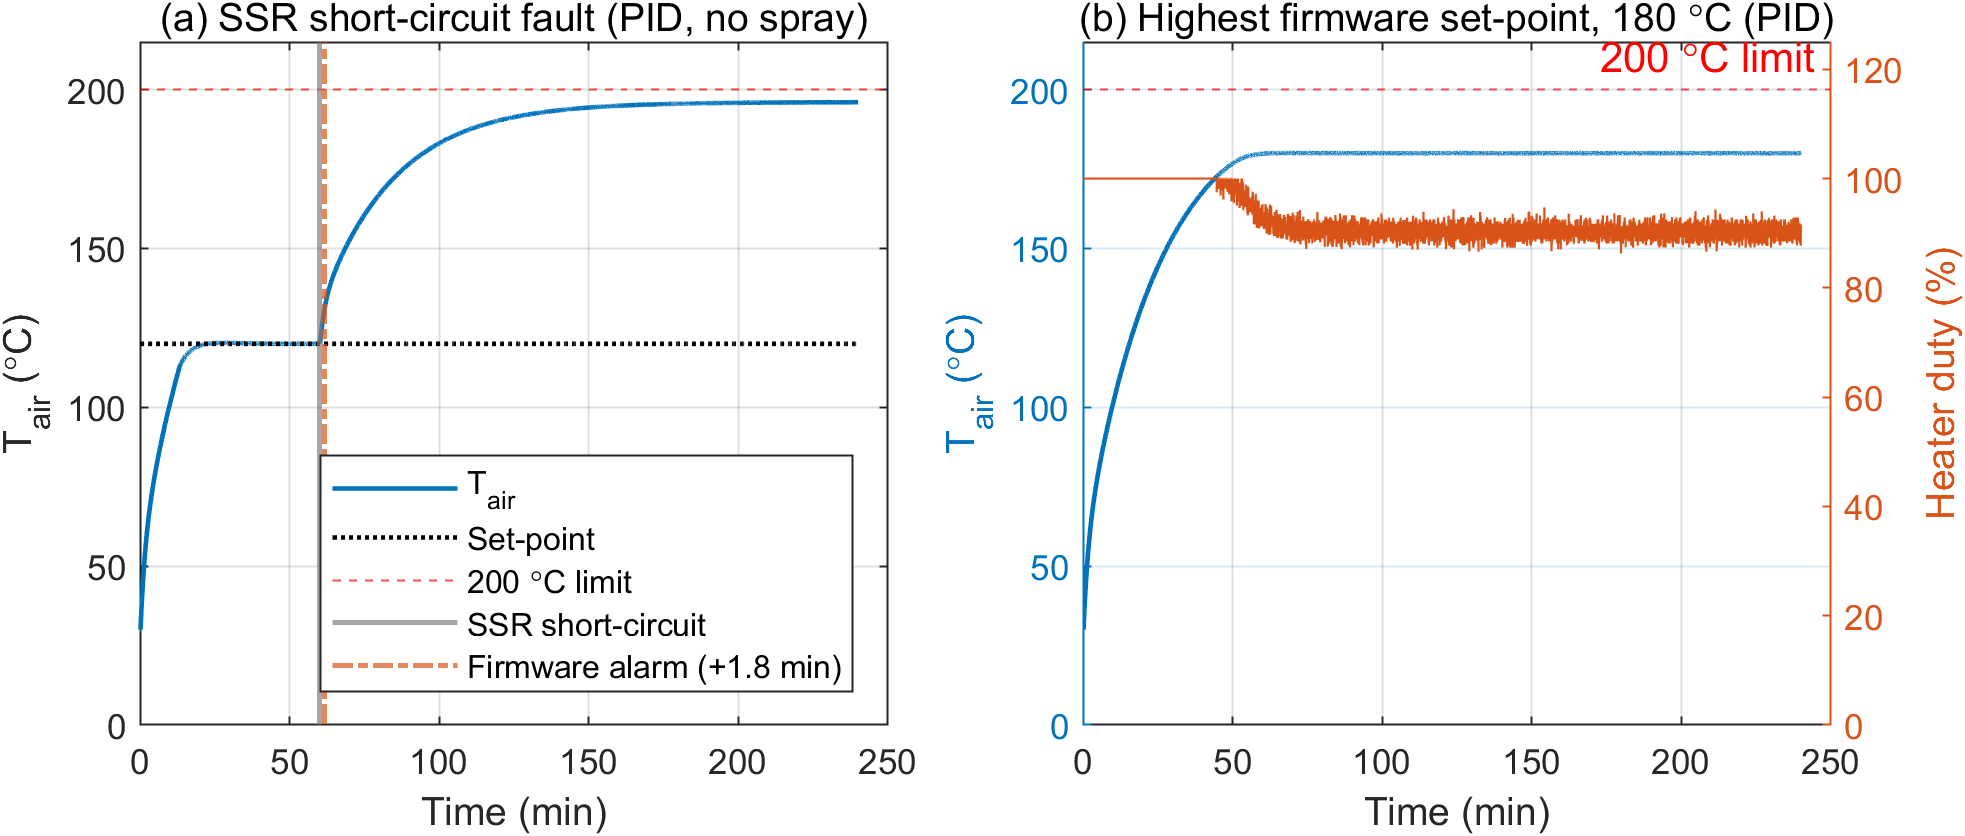 (a) SSR short-circuit fault (PID, no spray)
200
150
100
50
0
0 50 100 150 200 250
T_air (°C)
Time (min)
T_air
Set-point
200 °C limit
SSR short-circuit
Firmware alarm (+1.8 min)
(b) Highest firmware set-point, 180 °C (PID)
200 °C limit
200
150
100
50
0
120
100
80
60
40
20
0
0 50 100 150 200 250
T_air (°C)
Heater duty (%)
Time (min)